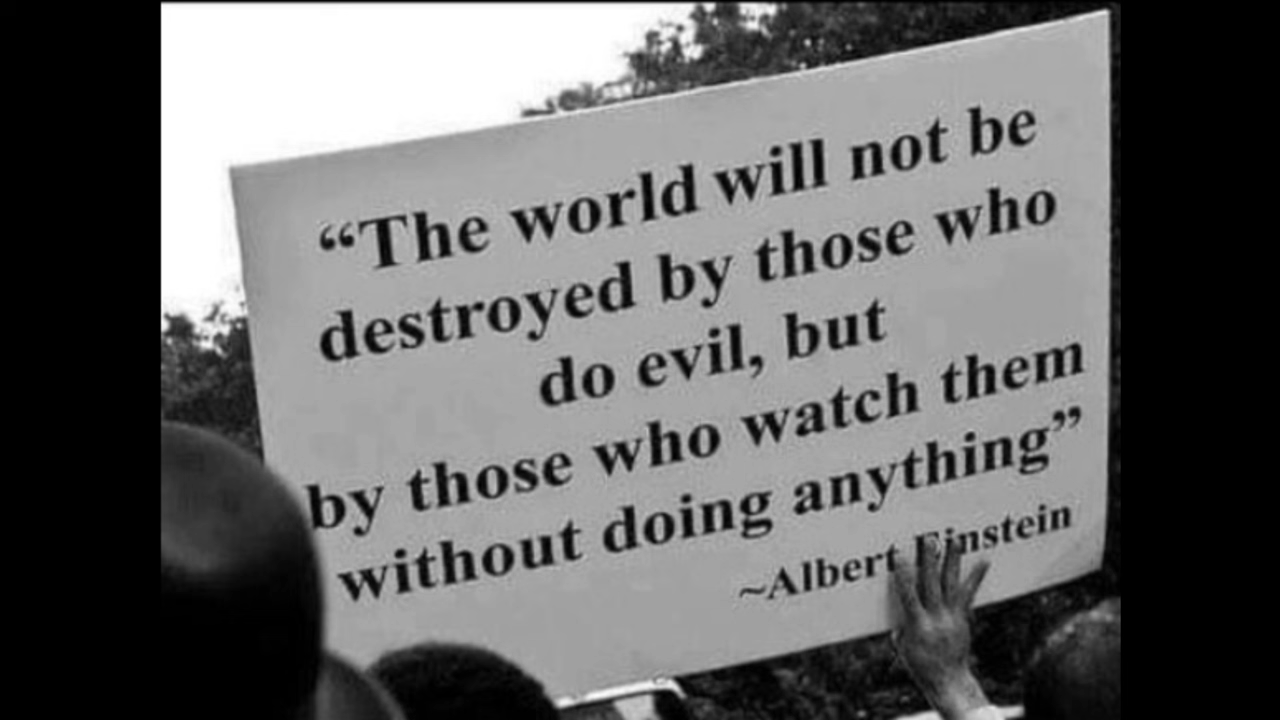 “The world will not be
destroyed by those who
do evil, but
by those who watch them
without doing anything”
~Albert Einstein